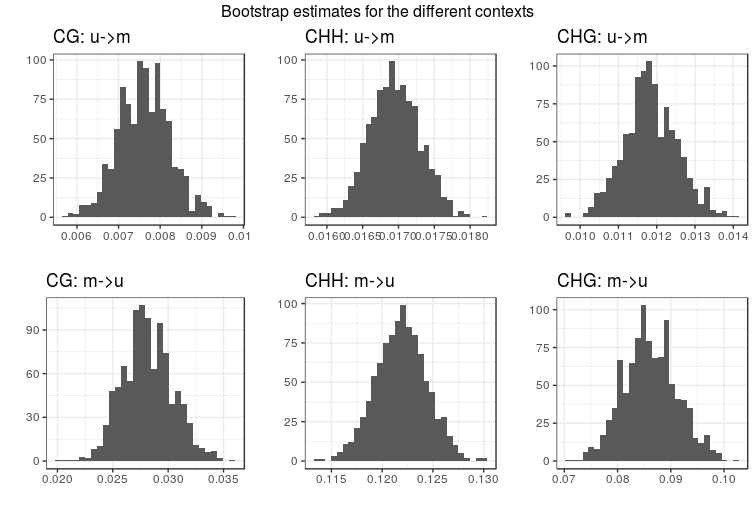 Bootstrap estimates for the different contexts
CG: u->m
CHH: u->m
CHG: u->m
100
75
50
25
0
0.006 0.007 0.008 0.009 0.01
100
75
50
25
0
0.0160 0.0165 0.0170 0.0175 0.0180
100
75
50
25
0
0.010 0.011 0.012 0.013 0.014
CG: m->u
CHH: m->u
CHG: m->u
90
60
30
0
0.020 0.025 0.030 0.035
100
75
50
25
0
0.115 0.120 0.125 0.130
100
75
50
25
0
0.07 0.08 0.09 0.10